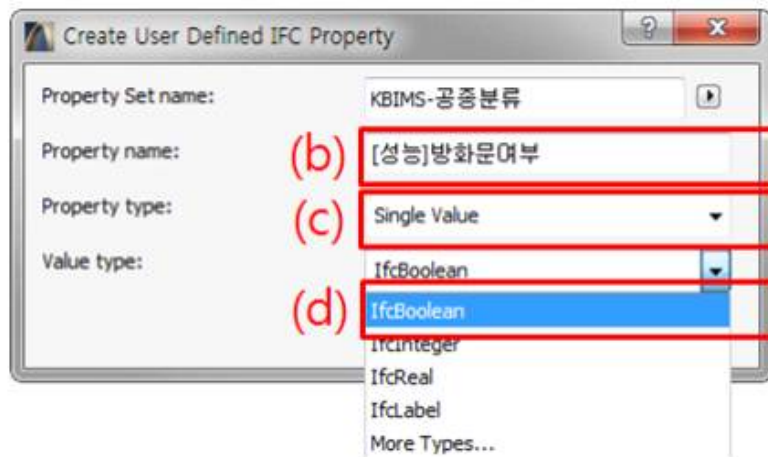 Create User Defined IFC Property
Property Set name: KBIMS-공종분류
Property name: (b) [성능]방화문여부
Property type: (c) Single Value
Value type: IfcBoolean
(d) IfcBoolean
IfcInteger
IfcReal
IfcLabel
More Types...